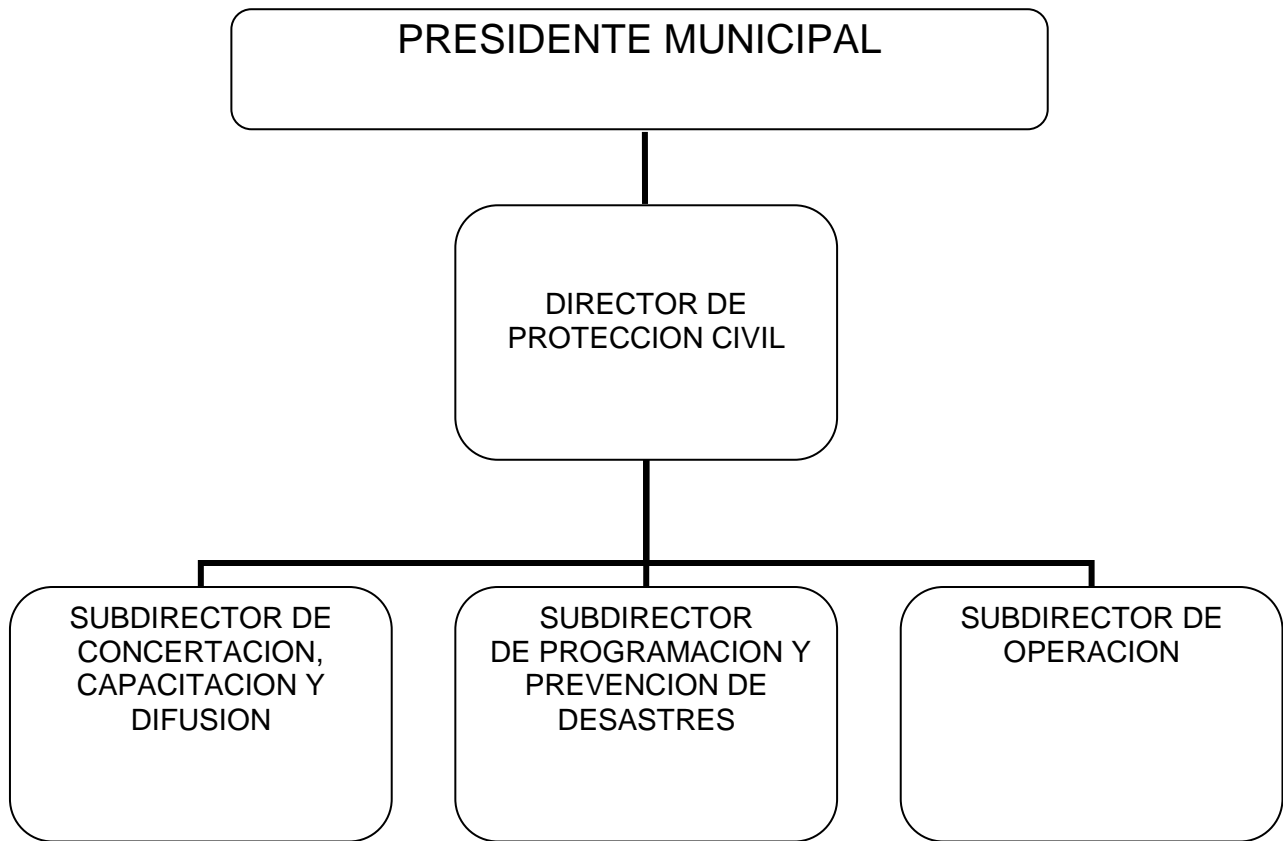 PRESIDENTE MUNICIPAL
DIRECTOR DE
PROTECCION CIVIL
SUBDIRECTOR DE
CONCERTACION,
CAPACITACION Y
DIFUSION
SUBDIRECTOR
DE PROGRAMACION Y
PREVENCION DE
DESASTRES
SUBDIRECTOR DE
OPERACION